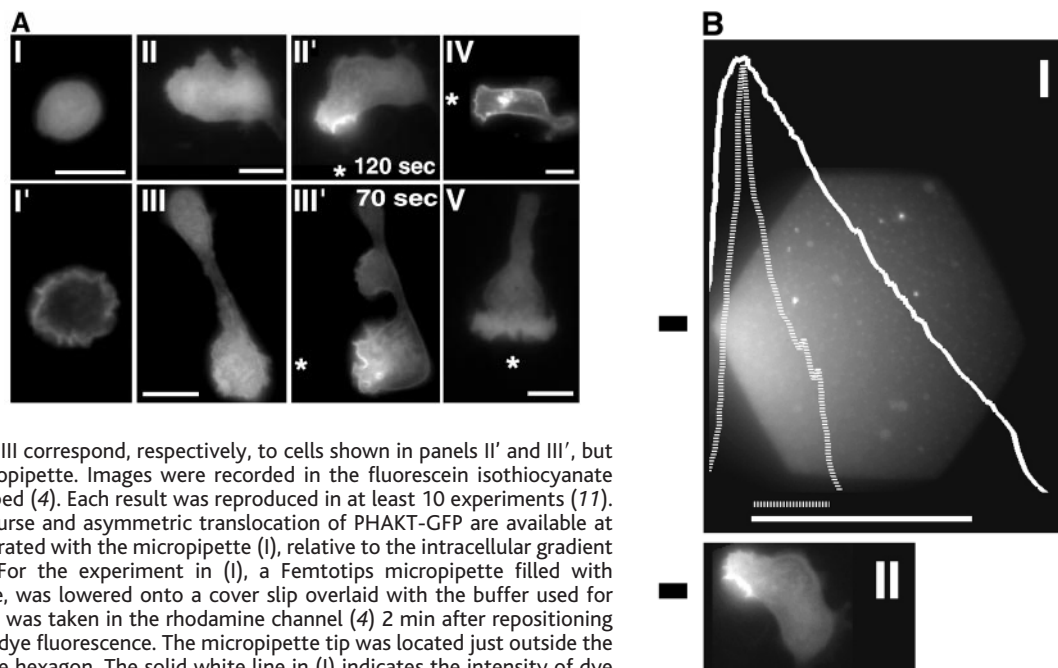 A
B
I
II
II'
IV
*
* 120 sec
I'
III
70 sec
III'
V
*
*
I
III correspond, respectively, to cells shown in panels II' and III', but
opipette. Images were recorded in the fluorescein isothiocyanate
bed (4). Each result was reproduced in at least 10 experiments (11).
urse and asymmetric translocation of PHAKT-GFP are available at
rated with the micropipette (I), relative to the intracellular gradient
For the experiment in (I), a Femtotips micropipette filled with
e, was lowered onto a cover slip overlaid with the buffer used for
was taken in the rhodamine channel (4) 2 min after repositioning
dye fluorescence. The micropipette tip was located just outside the
e hexagon. The solid white line in (I) indicates the intensity of dye
II